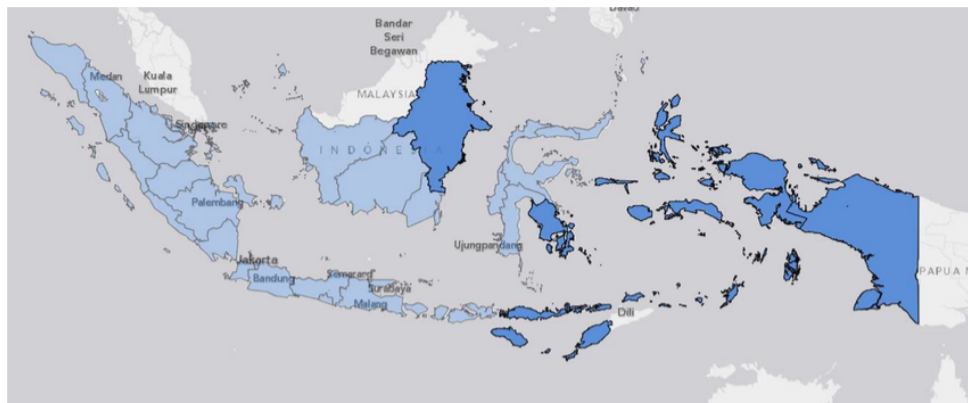 Davao
Bandar
Seri
Begawan
Medan
Kuala
Lumpur
MALAYSIA
Singapore
INDONESIA
Palembang
Ujungpandang
Jakarta
Semarang
Bandung
Surabaya
Malang
Dili
PAPUA N